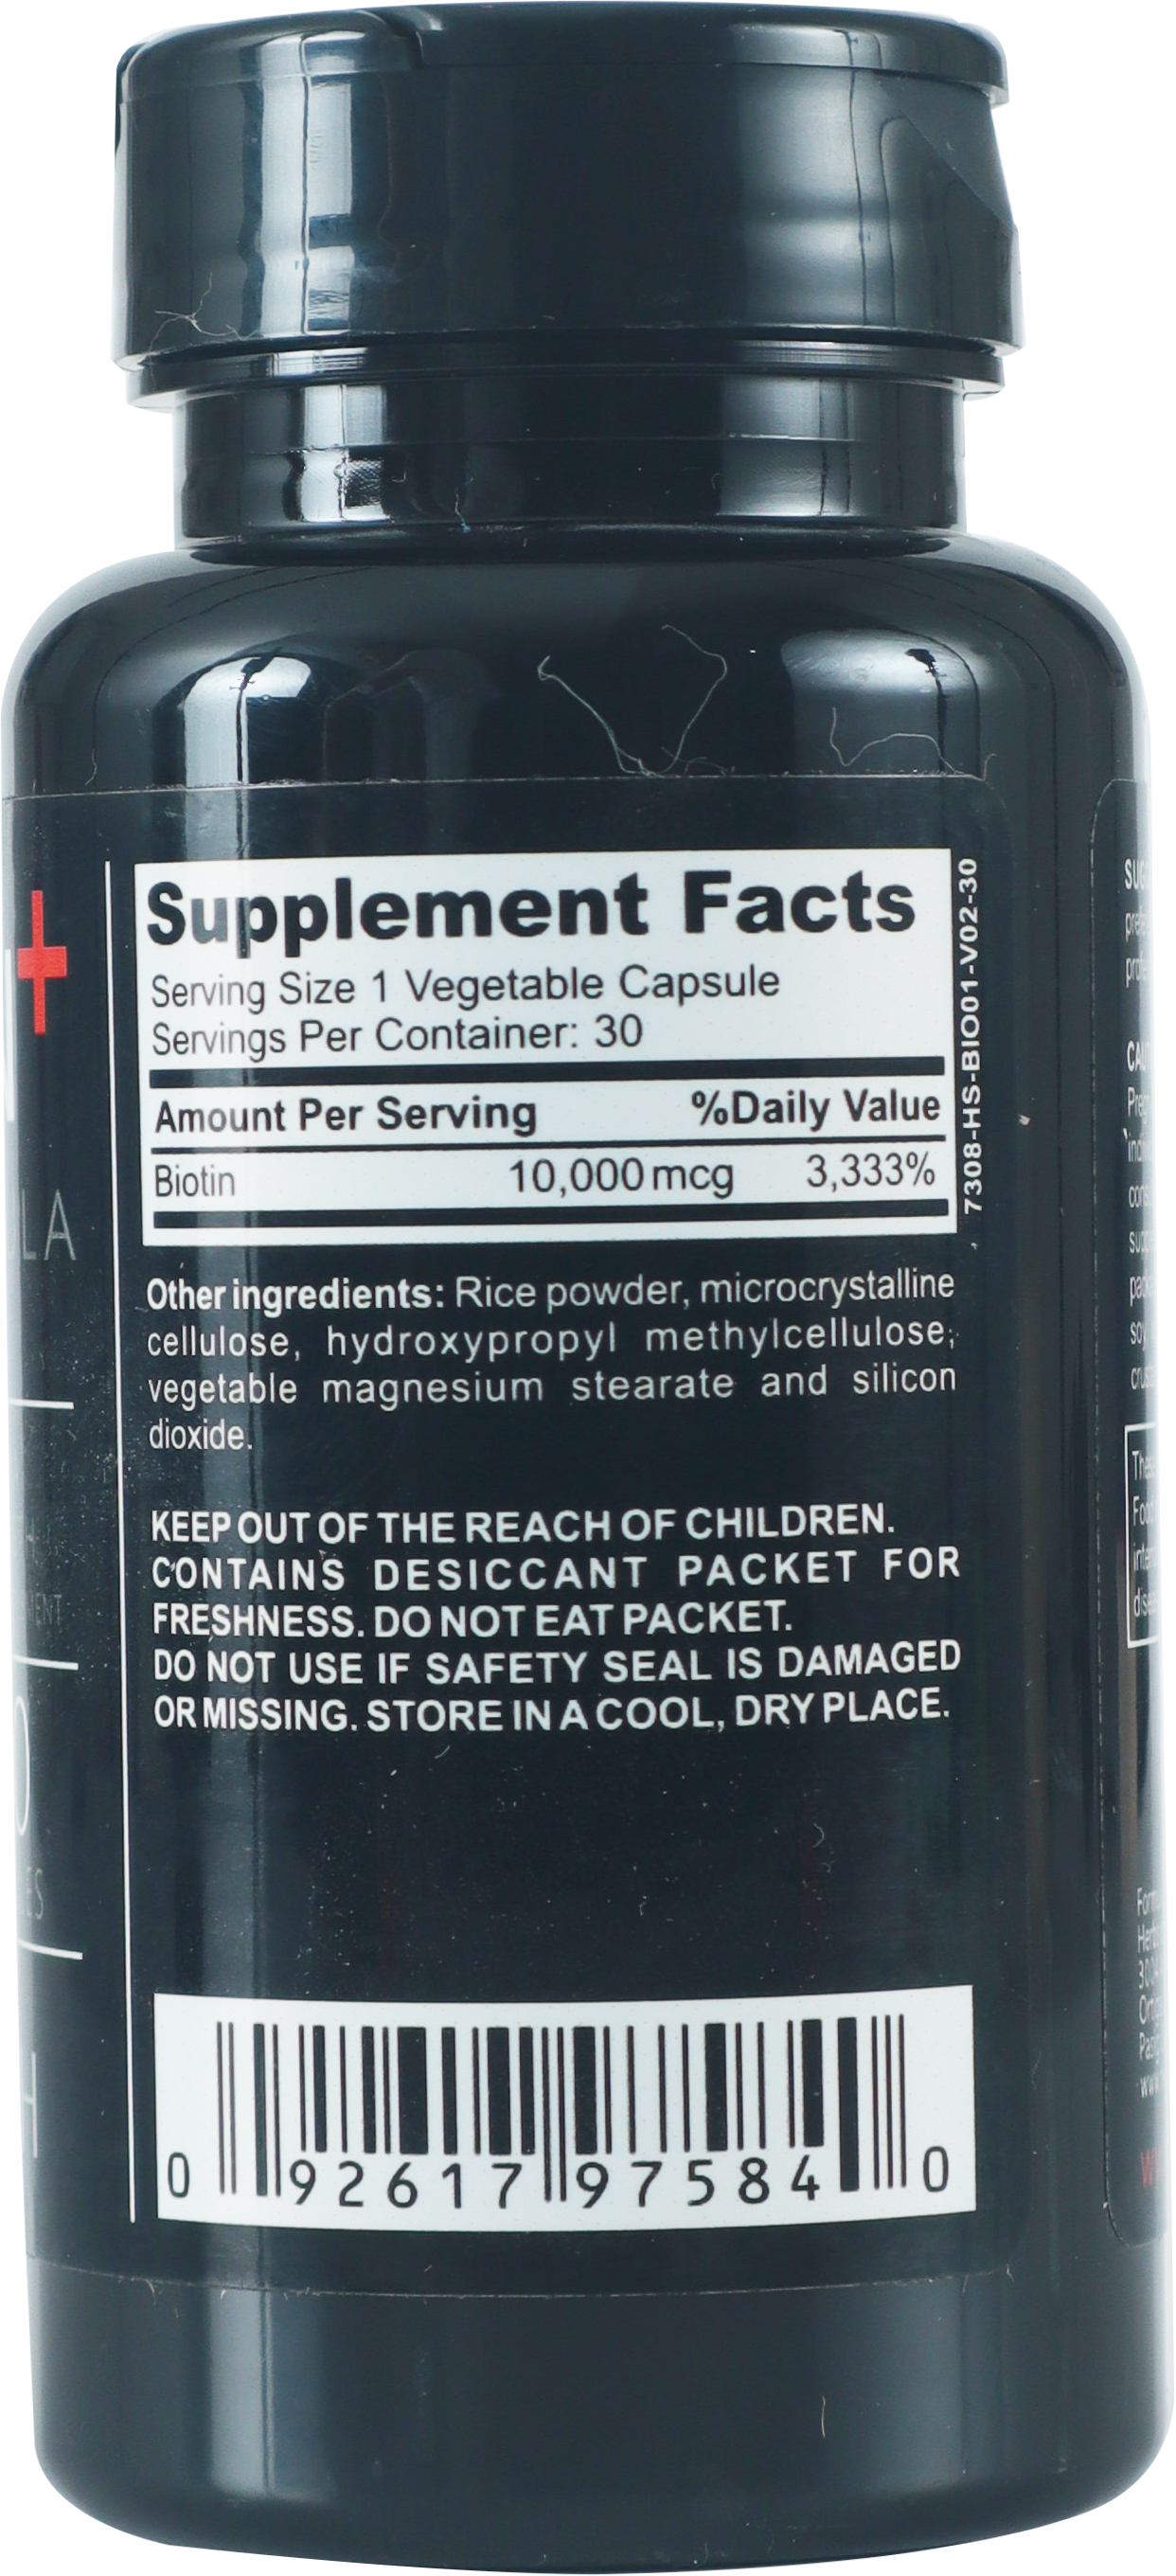 Supplement Facts
Serving Size 1 Vegetable Capsule
Servings Per Container: 30
Amount Per Serving %Daily Value
Biotin 10,000 mcg 3,333%
7308-HS-BIO01-V02-30
Other ingredients: Rice powder, microcrystalline
cellulose, hydroxypropyl methylcellulose,
vegetable magnesium stearate and silicon
dioxide.
KEEP OUT OF THE REACH OF CHILDREN.
CONTAINS DESICCANT PACKET FOR
FRESHNESS. DO NOT EAT PACKET.
DO NOT USE IF SAFETY SEAL IS DAMAGED
OR MISSING. STORE IN A COOL, DRY PLACE.
0 92617 97584 0